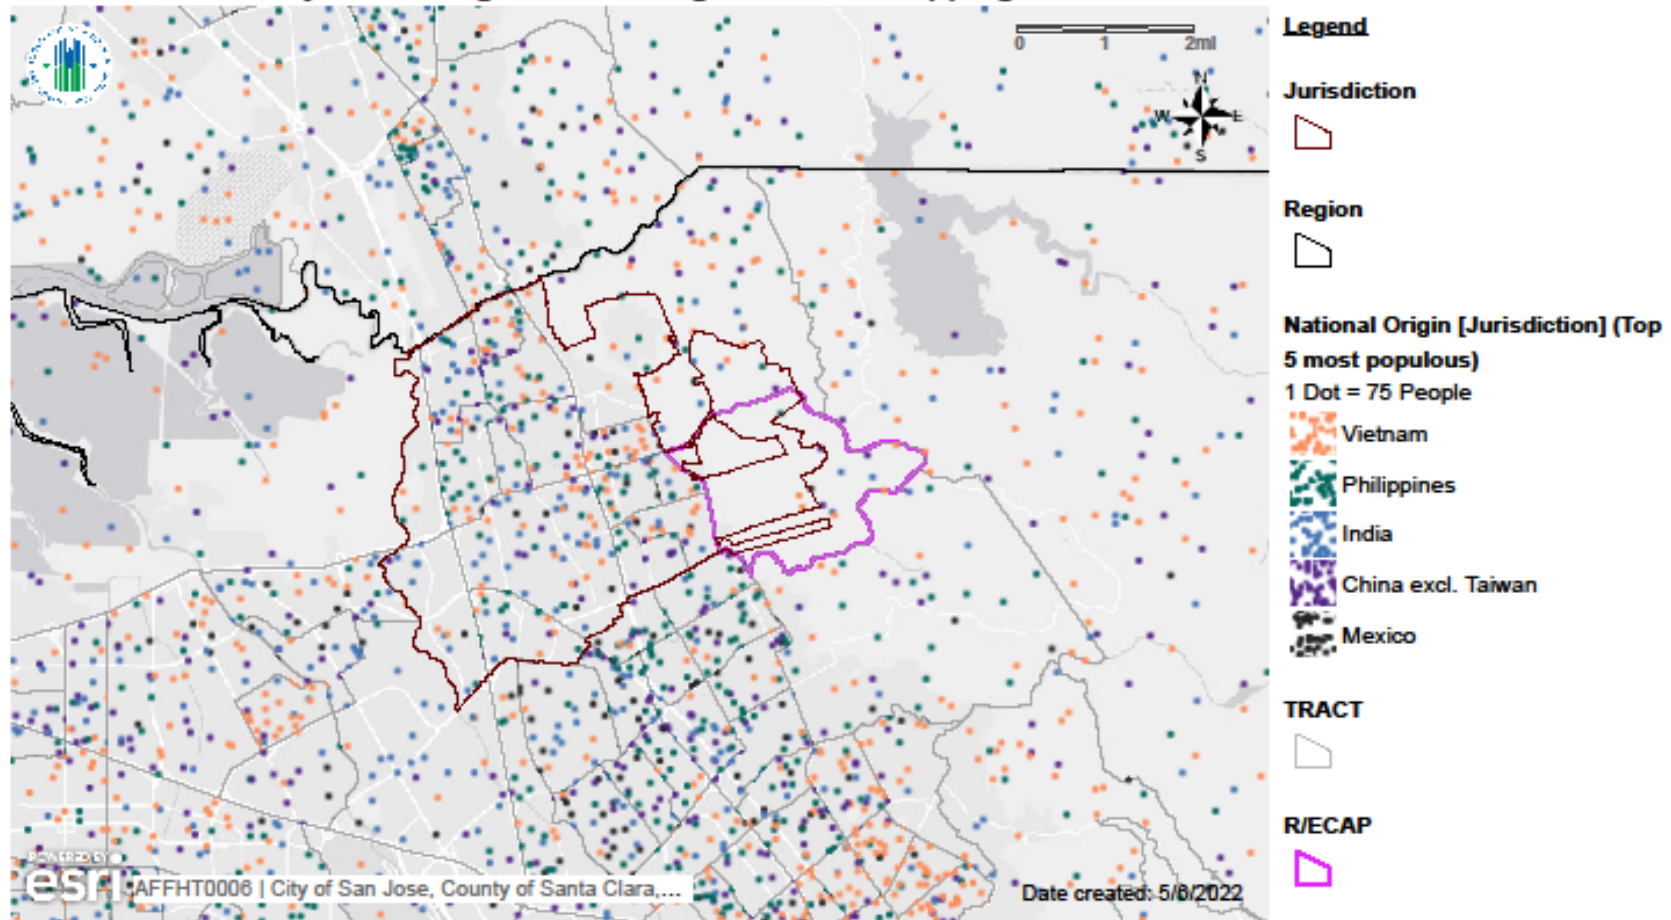 0 1 2mi
N
W E
S
POWERED BY
esri
AFFHT0006 | City of San Jose, County of Santa Clara,...
Date created: 5/6/2022
Legend
Jurisdiction
Region
National Origin [Jurisdiction] (Top
5 most populous)
1 Dot = 75 People
Vietnam
Philippines
India
China excl. Taiwan
Mexico
TRACT
R/ECAP